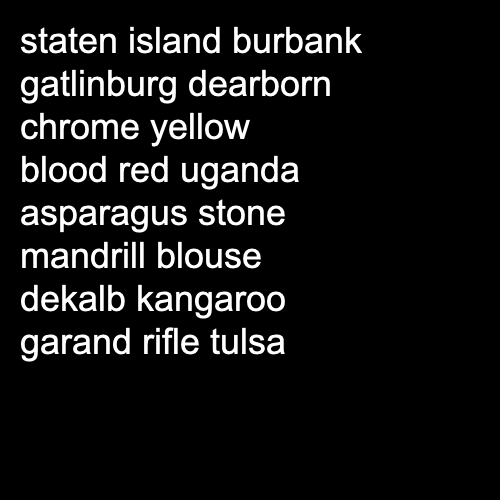 staten island burbank
gatlinburg dearborn
chrome yellow
blood red uganda
asparagus stone
mandrill blouse
dekalb kangaroo
garand rifle tulsa